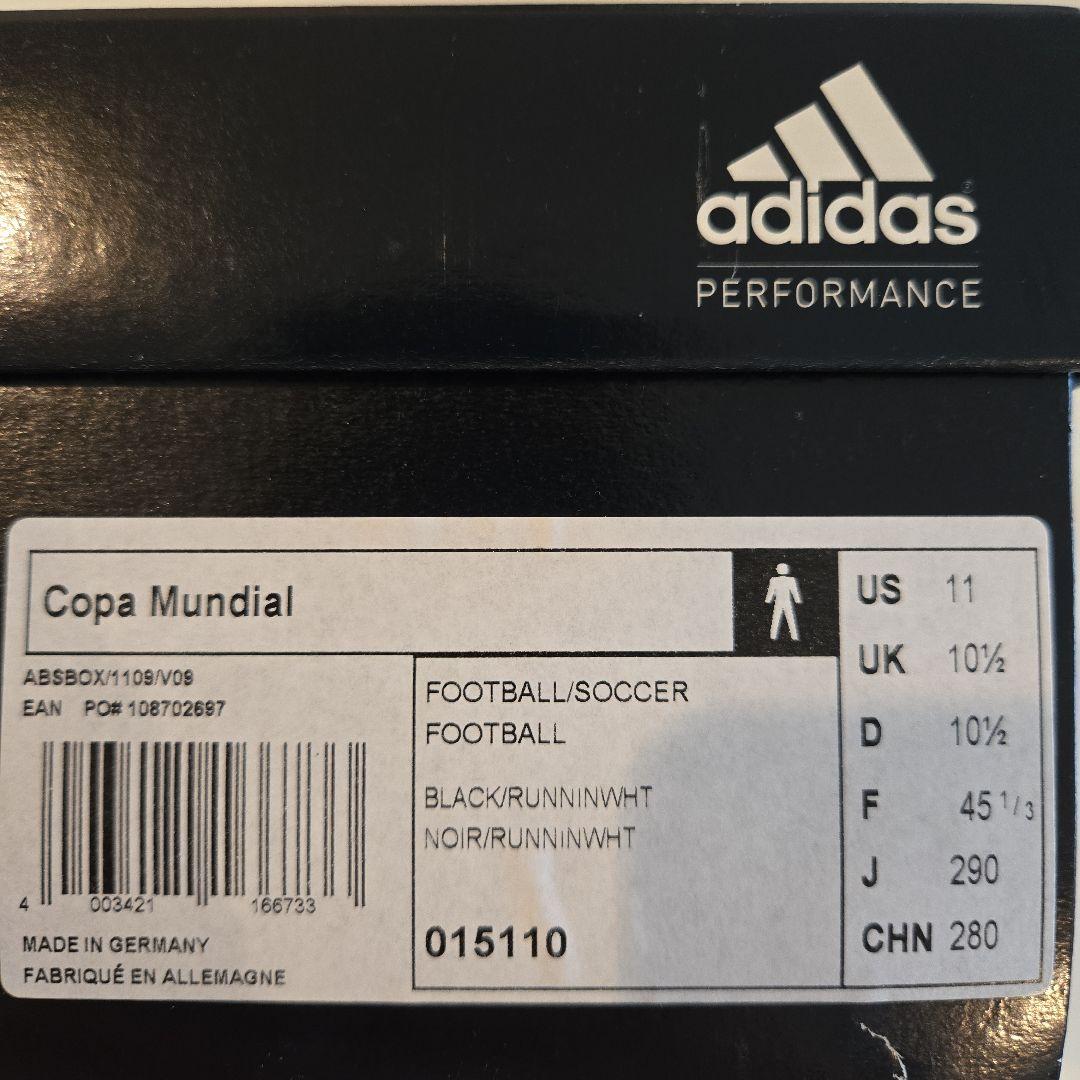 adidas
PERFORMANCE
Copa Mundial
ABSBOX/1109/V09
EAN PO# 108702697
4 003421 166733
MADE IN GERMANY
FABRIQUÉ EN ALLEMAGNE
FOOTBALL/SOCCER
FOOTBALL
BLACK/RUNNINWHT
NOIR/RUNNINWHT
015110
US 11
UK 10½
D 10½
F 45 1/3
J 290
CHN 280